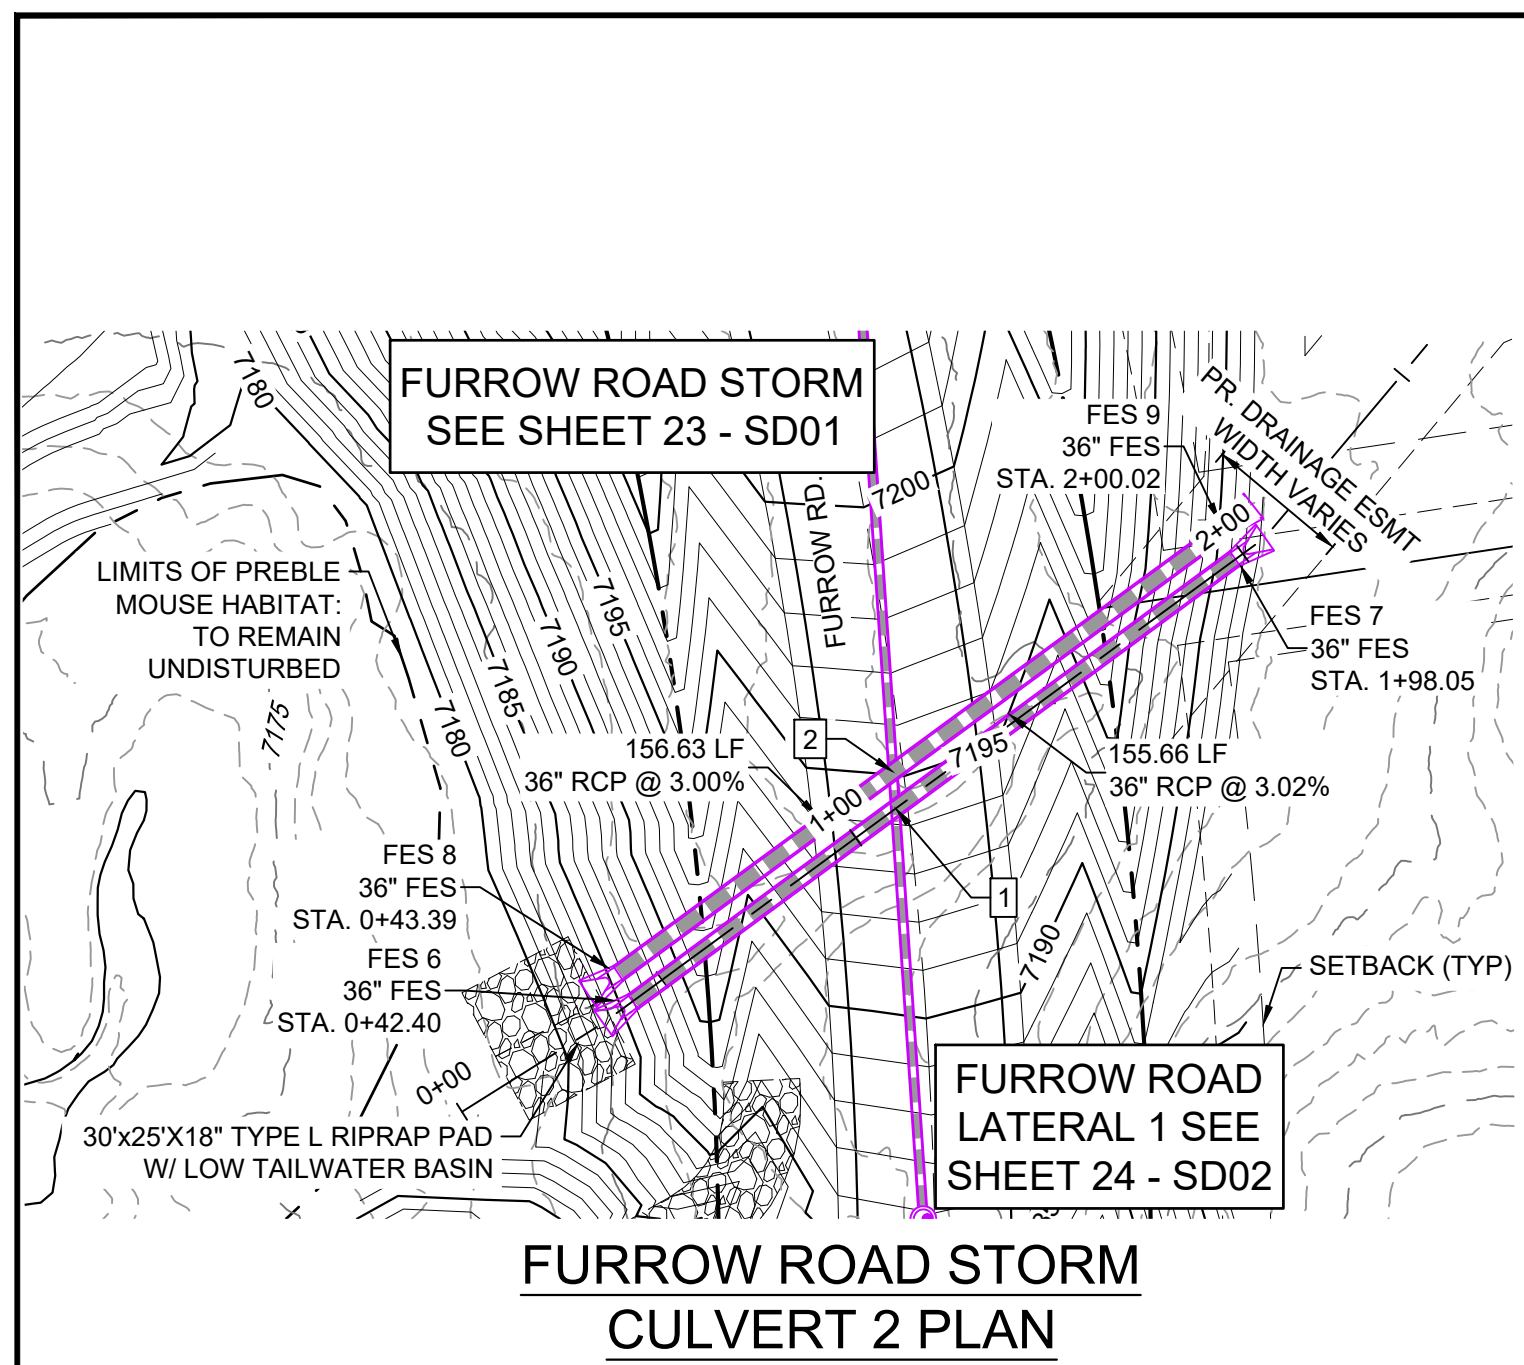 FURROW ROAD STORM
SEE SHEET 23 - SD01
FES 9
36" FES
STA. 2+00.02
PR. DRAINAGE ESMT
WIDTH VARIES
7180
7200
FURROW RD.
2+00
LIMITS OF PREBLE
MOUSE HABITAT:
TO REMAIN
UNDISTURBED
7195
7190
7185
7180
7175
FES 7
36" FES
STA. 1+98.05
2
156.63 LF
36" RCP @ 3.00%
7195
155.66 LF
36" RCP @ 3.02%
1+00
FES 8
36" FES
STA. 0+43.39
1
FES 6
36" FES
STA. 0+42.40
7190
SETBACK (TYP)
0+00
30'x25'X18" TYPE L RIPRAP PAD
W/ LOW TAILWATER BASIN
FURROW ROAD
LATERAL 1 SEE
SHEET 24 - SD02
FURROW ROAD STORM
CULVERT 2 PLAN